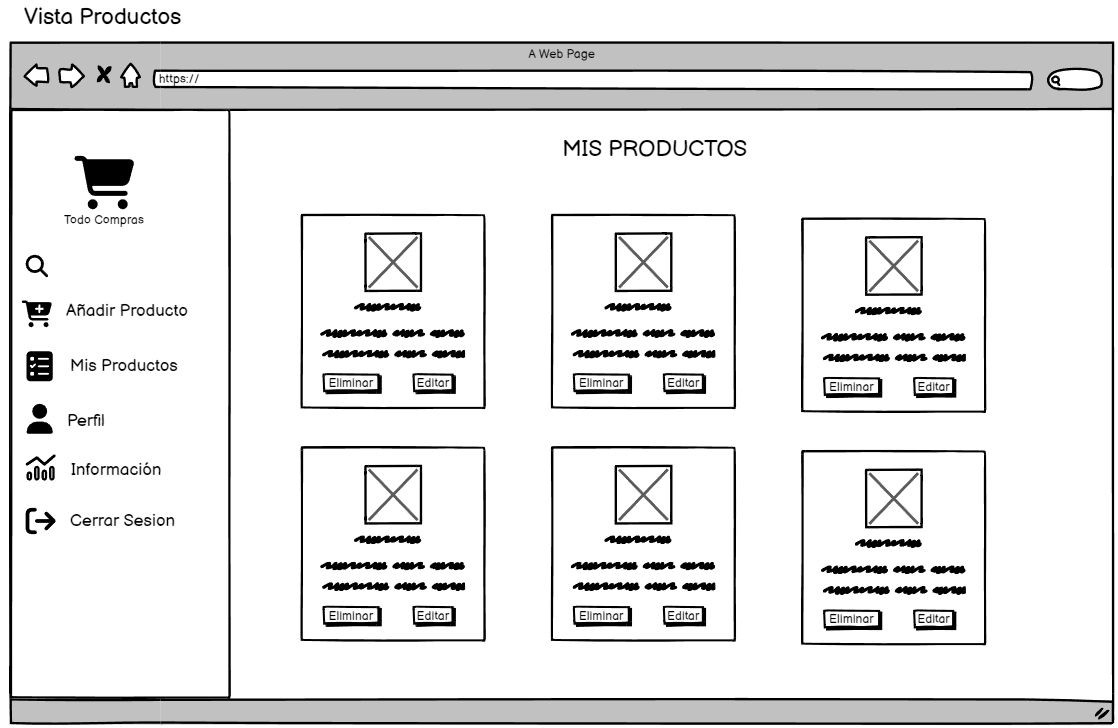 Vista Productos
A Web Page
https://
MIS PRODUCTOS
Todo Compras
Añadir Producto
Mis Productos
Perfil
Información
Cerrar Sesion
Eliminar Editar
Eliminar Editar
Eliminar Editar
Eliminar Editar
Eliminar Editar
Eliminar Editar